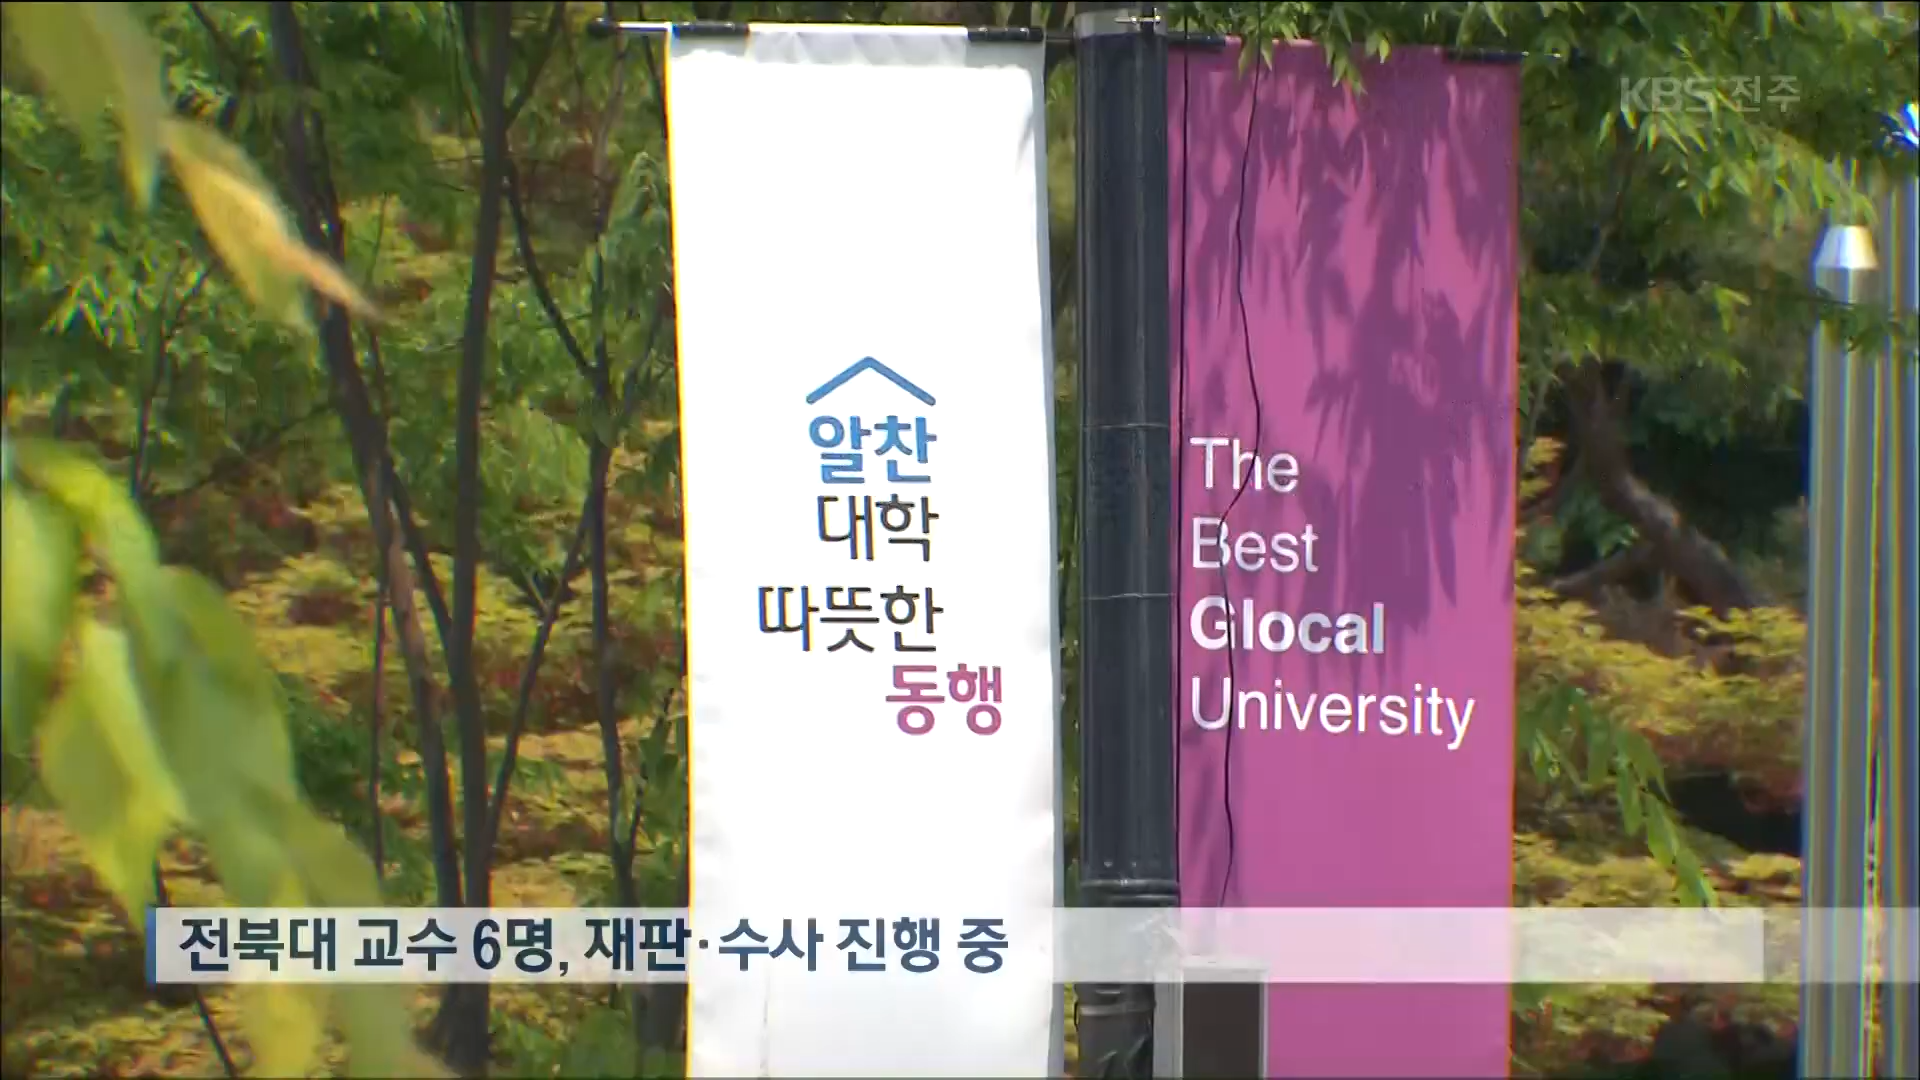 KBS 전주
알찬
대학
따뜻한
동행
The
Best
Glocal
University
전북대 교수 6명, 재판·수사 진행 중